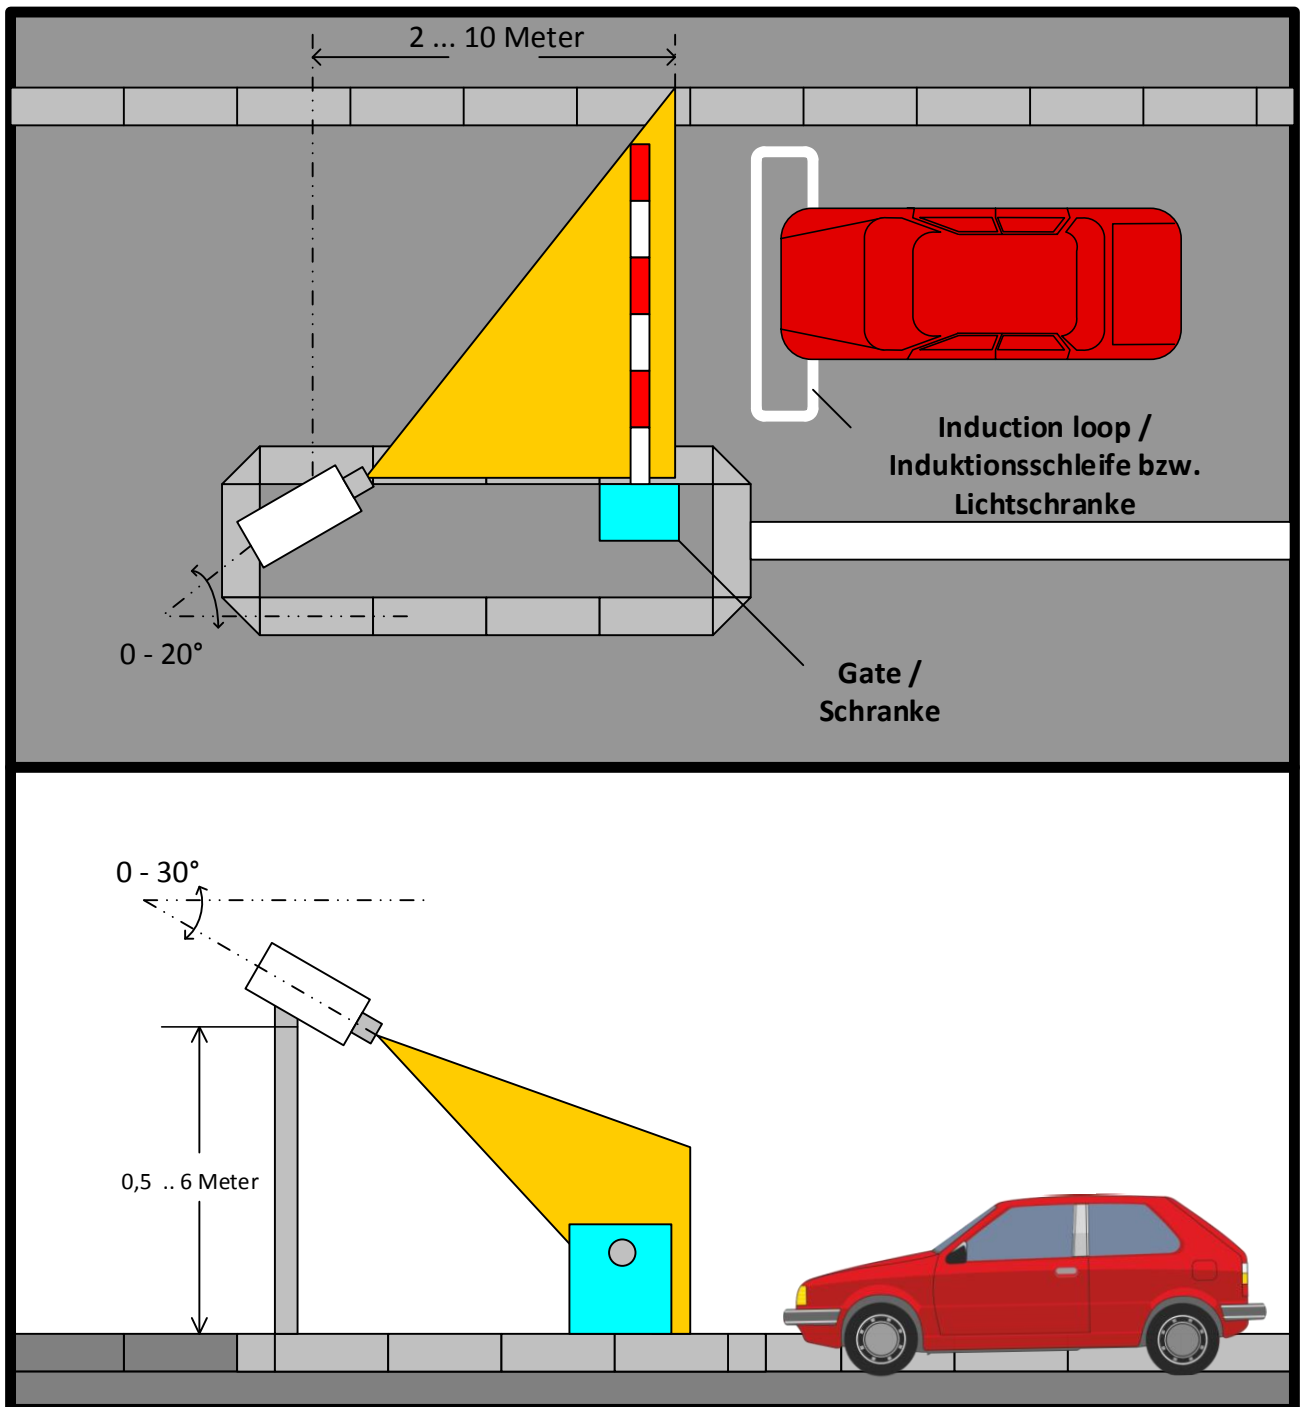 2 ... 10 Meter
Induction loop /
Induktionsschleife bzw.
Lichtschranke
0 - 20°
Gate /
Schranke
0 - 30°
0,5 .. 6 Meter